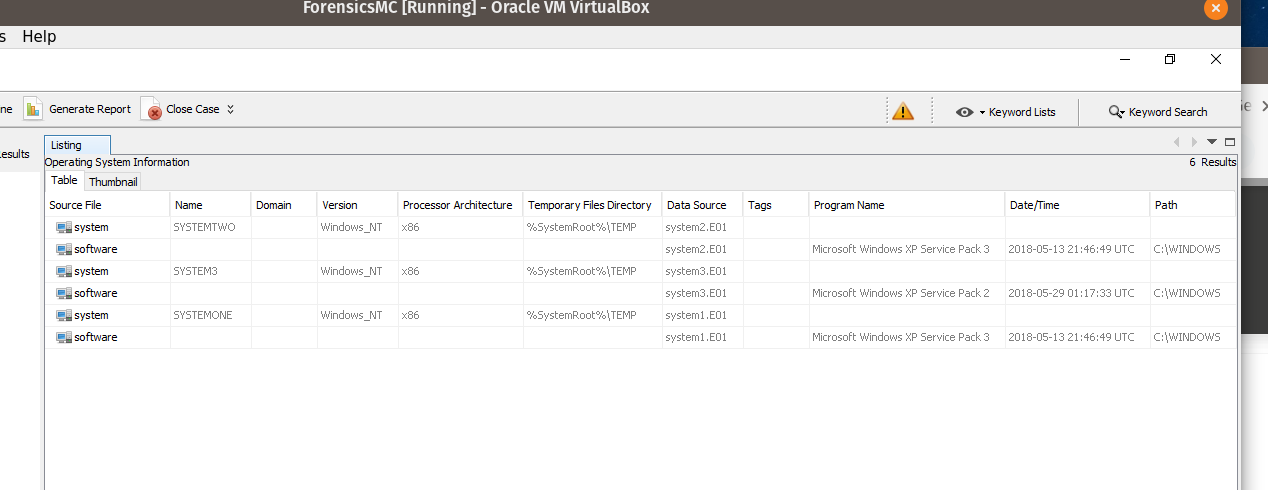 ForensicsMC [Running] - Oracle VM VirtualBox
s Help
ne Generate Report Close Case Keyword Lists Keyword Search
Listing
esults
Operating System Information 6 Results
Table Thumbnail
Source File Name Domain Version Processor Architecture Temporary Files Directory Data Source Tags Program Name Date/Time Path
system SYSTEMTWO Windows_NT x86 %SystemRoot%\TEMP system2.E01
software system2.E01 Microsoft Windows XP Service Pack 3 2018-05-13 21:46:49 UTC C:\WINDOWS
system SYSTEM3 Windows_NT x86 %SystemRoot%\TEMP system3.E01
software system3.E01 Microsoft Windows XP Service Pack 2 2018-05-29 01:17:33 UTC C:\WINDOWS
system SYSTEMONE Windows_NT x86 %SystemRoot%\TEMP system1.E01
software system1.E01 Microsoft Windows XP Service Pack 3 2018-05-13 21:46:49 UTC C:\WINDOWS